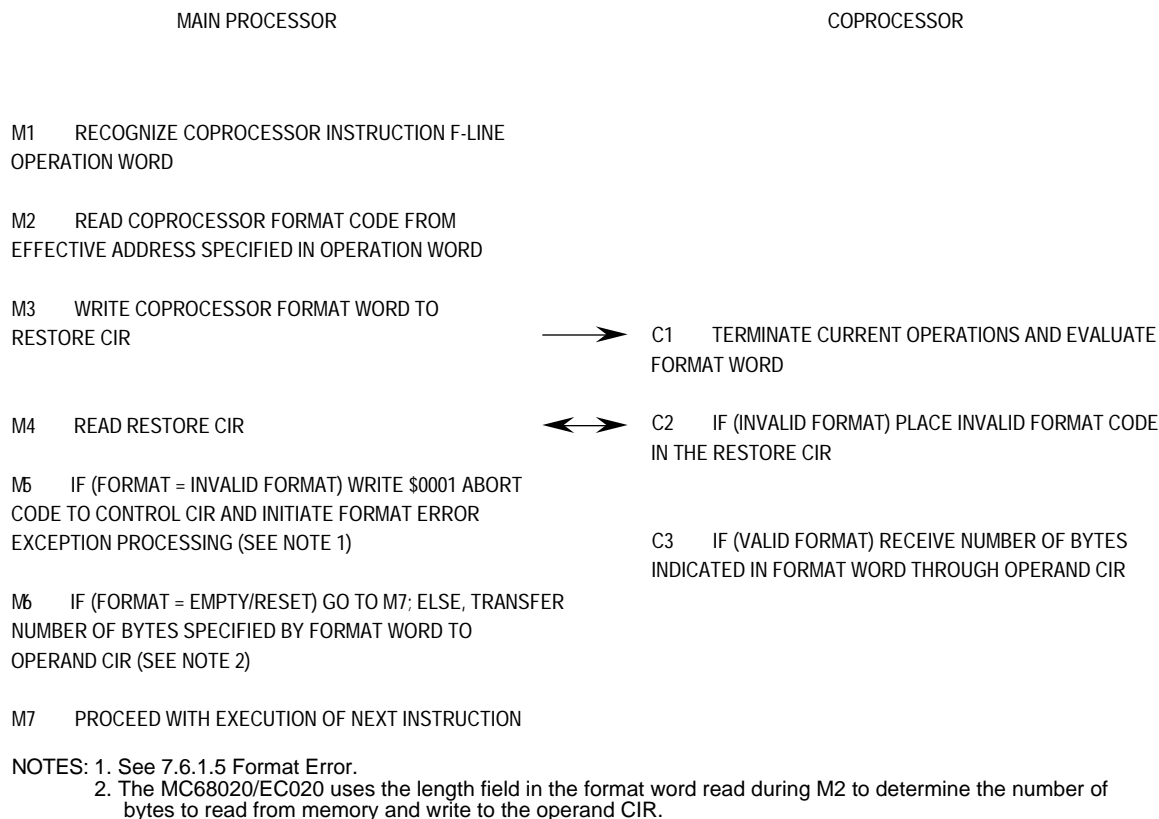 MAIN PROCESSOR
COPROCESSOR
M1 RECOGNIZE COPROCESSOR INSTRUCTION F-LINE
OPERATION WORD
M2 READ COPROCESSOR FORMAT CODE FROM
EFFECTIVE ADDRESS SPECIFIED IN OPERATION WORD
M3 WRITE COPROCESSOR FORMAT WORD TO
RESTORE CIR
M4 READ RESTORE CIR
M5 IF (FORMAT = INVALID FORMAT) WRITE $0001 ABORT
CODE TO CONTROL CIR AND INITIATE FORMAT ERROR
EXCEPTION PROCESSING (SEE NOTE 1)
M6 IF (FORMAT = EMPTY/RESET) GO TO M7; ELSE, TRANSFER
NUMBER OF BYTES SPECIFIED BY FORMAT WORD TO
OPERAND CIR (SEE NOTE 2)
M7 PROCEED WITH EXECUTION OF NEXT INSTRUCTION
C1 TERMINATE CURRENT OPERATIONS AND EVALUATE
FORMAT WORD
C2 IF (INVALID FORMAT) PLACE INVALID FORMAT CODE
IN THE RESTORE CIR
C3 IF (VALID FORMAT) RECEIVE NUMBER OF BYTES
INDICATED IN FORMAT WORD THROUGH OPERAND CIR
NOTES: 1. See 7.6.1.5 Format Error.
2. The MC68020/EC020 uses the length field in the format word read during M2 to determine the number of
bytes to read from memory and write to the operand CIR.